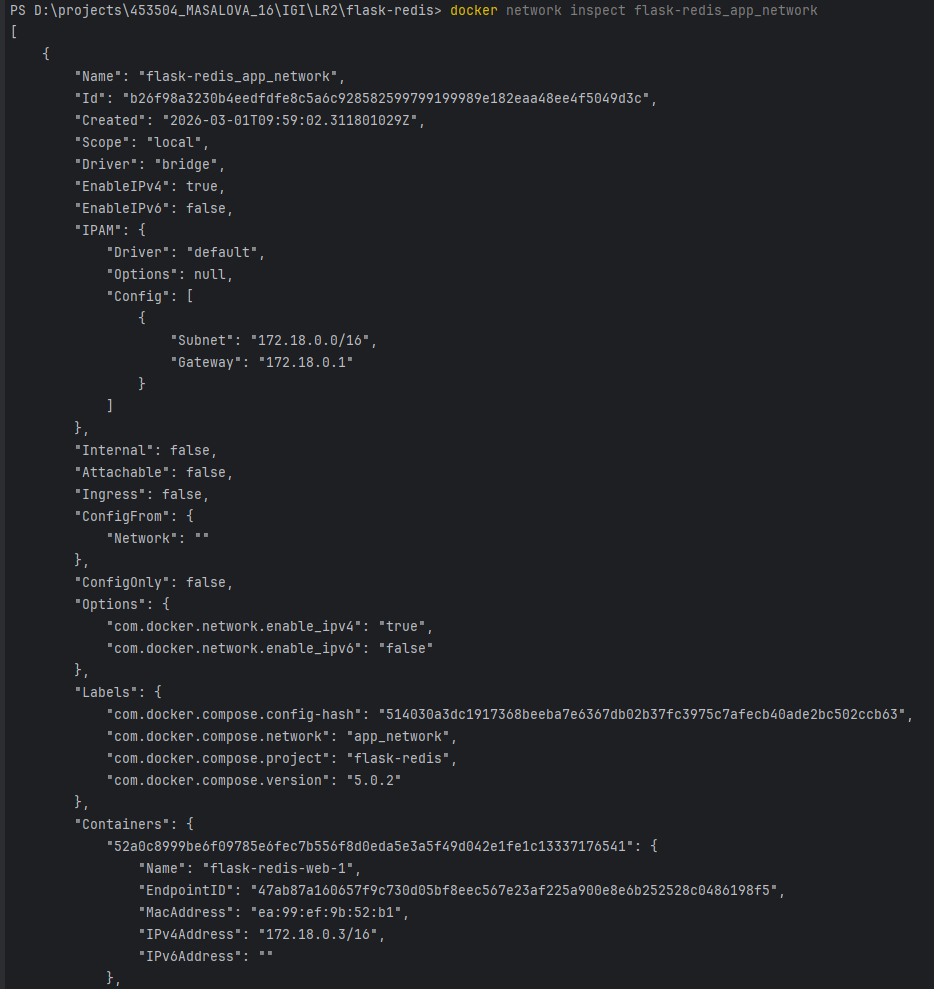 PS D:\projects\453504_MASALOVA_16\IGI\LR2\flask-redis> docker network inspect flask-redis_app_network
[
    {
        "Name": "flask-redis_app_network",
        "Id": "b26f98a3230b4eedfdfe8c5a6c928582599799199989e182eaa48ee4f5049d3c",
        "Created": "2026-03-01T09:59:02.311801029Z",
        "Scope": "local",
        "Driver": "bridge",
        "EnableIPv4": true,
        "EnableIPv6": false,
        "IPAM": {
            "Driver": "default",
            "Options": null,
            "Config": [
                {
                    "Subnet": "172.18.0.0/16",
                    "Gateway": "172.18.0.1"
                }
            ]
        },
        "Internal": false,
        "Attachable": false,
        "Ingress": false,
        "ConfigFrom": {
            "Network": ""
        },
        "ConfigOnly": false,
        "Options": {
            "com.docker.network.enable_ipv4": "true",
            "com.docker.network.enable_ipv6": "false"
        },
        "Labels": {
            "com.docker.compose.config-hash": "514030a3dc1917368beeba7e6367db02b37fc3975c7afecb40ade2bc502ccb63",
            "com.docker.compose.network": "app_network",
            "com.docker.compose.project": "flask-redis",
            "com.docker.compose.version": "5.0.2"
        },
        "Containers": {
            "52a0c8999be6f09785e6fec7b556f8d0eda5e3a5f49d042e1fe1c13337176541": {
                "Name": "flask-redis-web-1",
                "EndpointID": "47ab87a160657f9c730d05bf8eec567e23af225a900e8e6b252528c0486198f5",
                "MacAddress": "ea:99:ef:9b:52:b1",
                "IPv4Address": "172.18.0.3/16",
                "IPv6Address": ""
            },